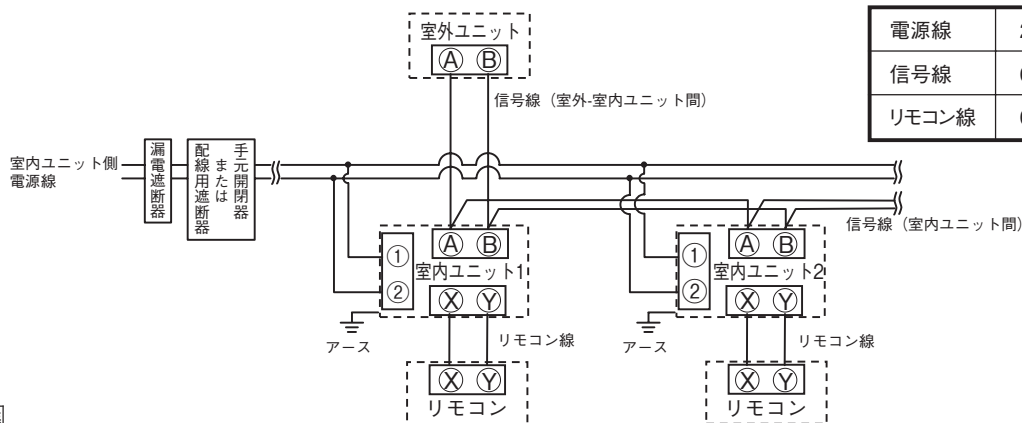 室外ユニット
Ⓐ Ⓑ
信号線（室外-室内ユニット間）
電源線
信号線
リモコン線
室内ユニット側
電源線
漏電遮断器
手元開閉器
または
配線用遮断器
信号線（室内ユニット間）
Ⓐ Ⓑ
①
室内ユニット1
②
Ⓧ Ⓨ
アース
リモコン線
Ⓧ Ⓨ
リモコン
Ⓐ Ⓑ
①
室内ユニット2
②
Ⓧ Ⓨ
アース
リモコン線
Ⓧ Ⓨ
リモコン